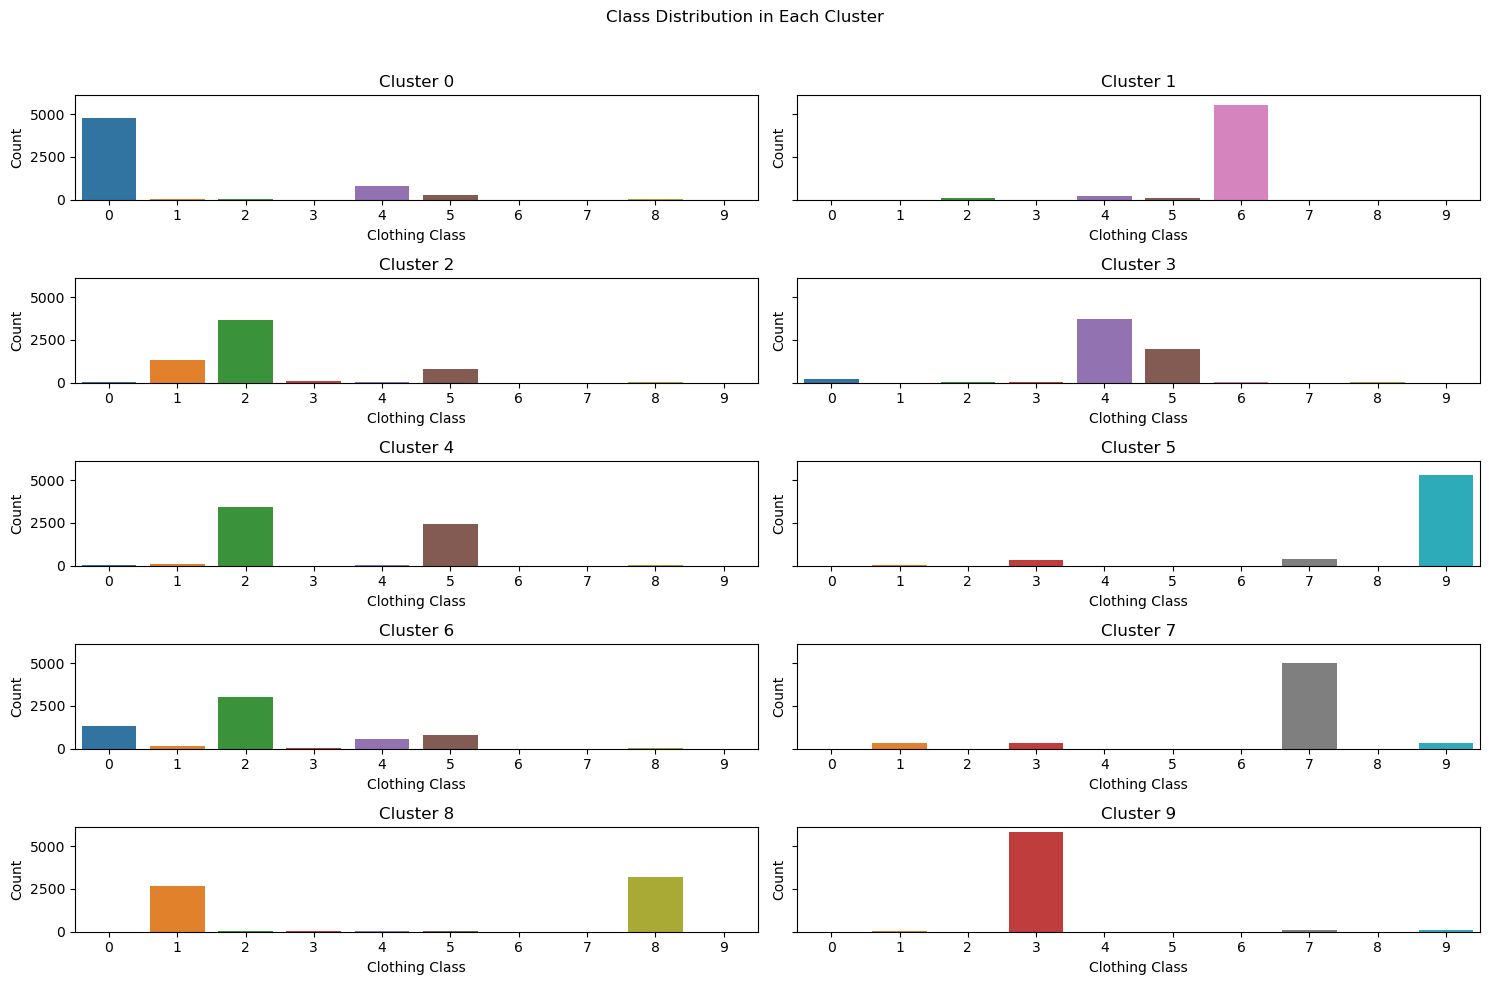 Class Distribution in Each Cluster
Cluster 0
5000
2500
0
Count
0 1 2 3 4 5 6 7 8 9
Clothing Class
Cluster 1
Count
0 1 2 3 4 5 6 7 8 9
Clothing Class
Cluster 2
5000
2500
0
Count
0 1 2 3 4 5 6 7 8 9
Clothing Class
Cluster 3
Count
0 1 2 3 4 5 6 7 8 9
Clothing Class
Cluster 4
5000
2500
0
Count
0 1 2 3 4 5 6 7 8 9
Clothing Class
Cluster 5
Count
0 1 2 3 4 5 6 7 8 9
Clothing Class
Cluster 6
5000
2500
0
Count
0 1 2 3 4 5 6 7 8 9
Clothing Class
Cluster 7
Count
0 1 2 3 4 5 6 7 8 9
Clothing Class
Cluster 8
5000
2500
0
Count
0 1 2 3 4 5 6 7 8 9
Clothing Class
Cluster 9
Count
0 1 2 3 4 5 6 7 8 9
Clothing Class